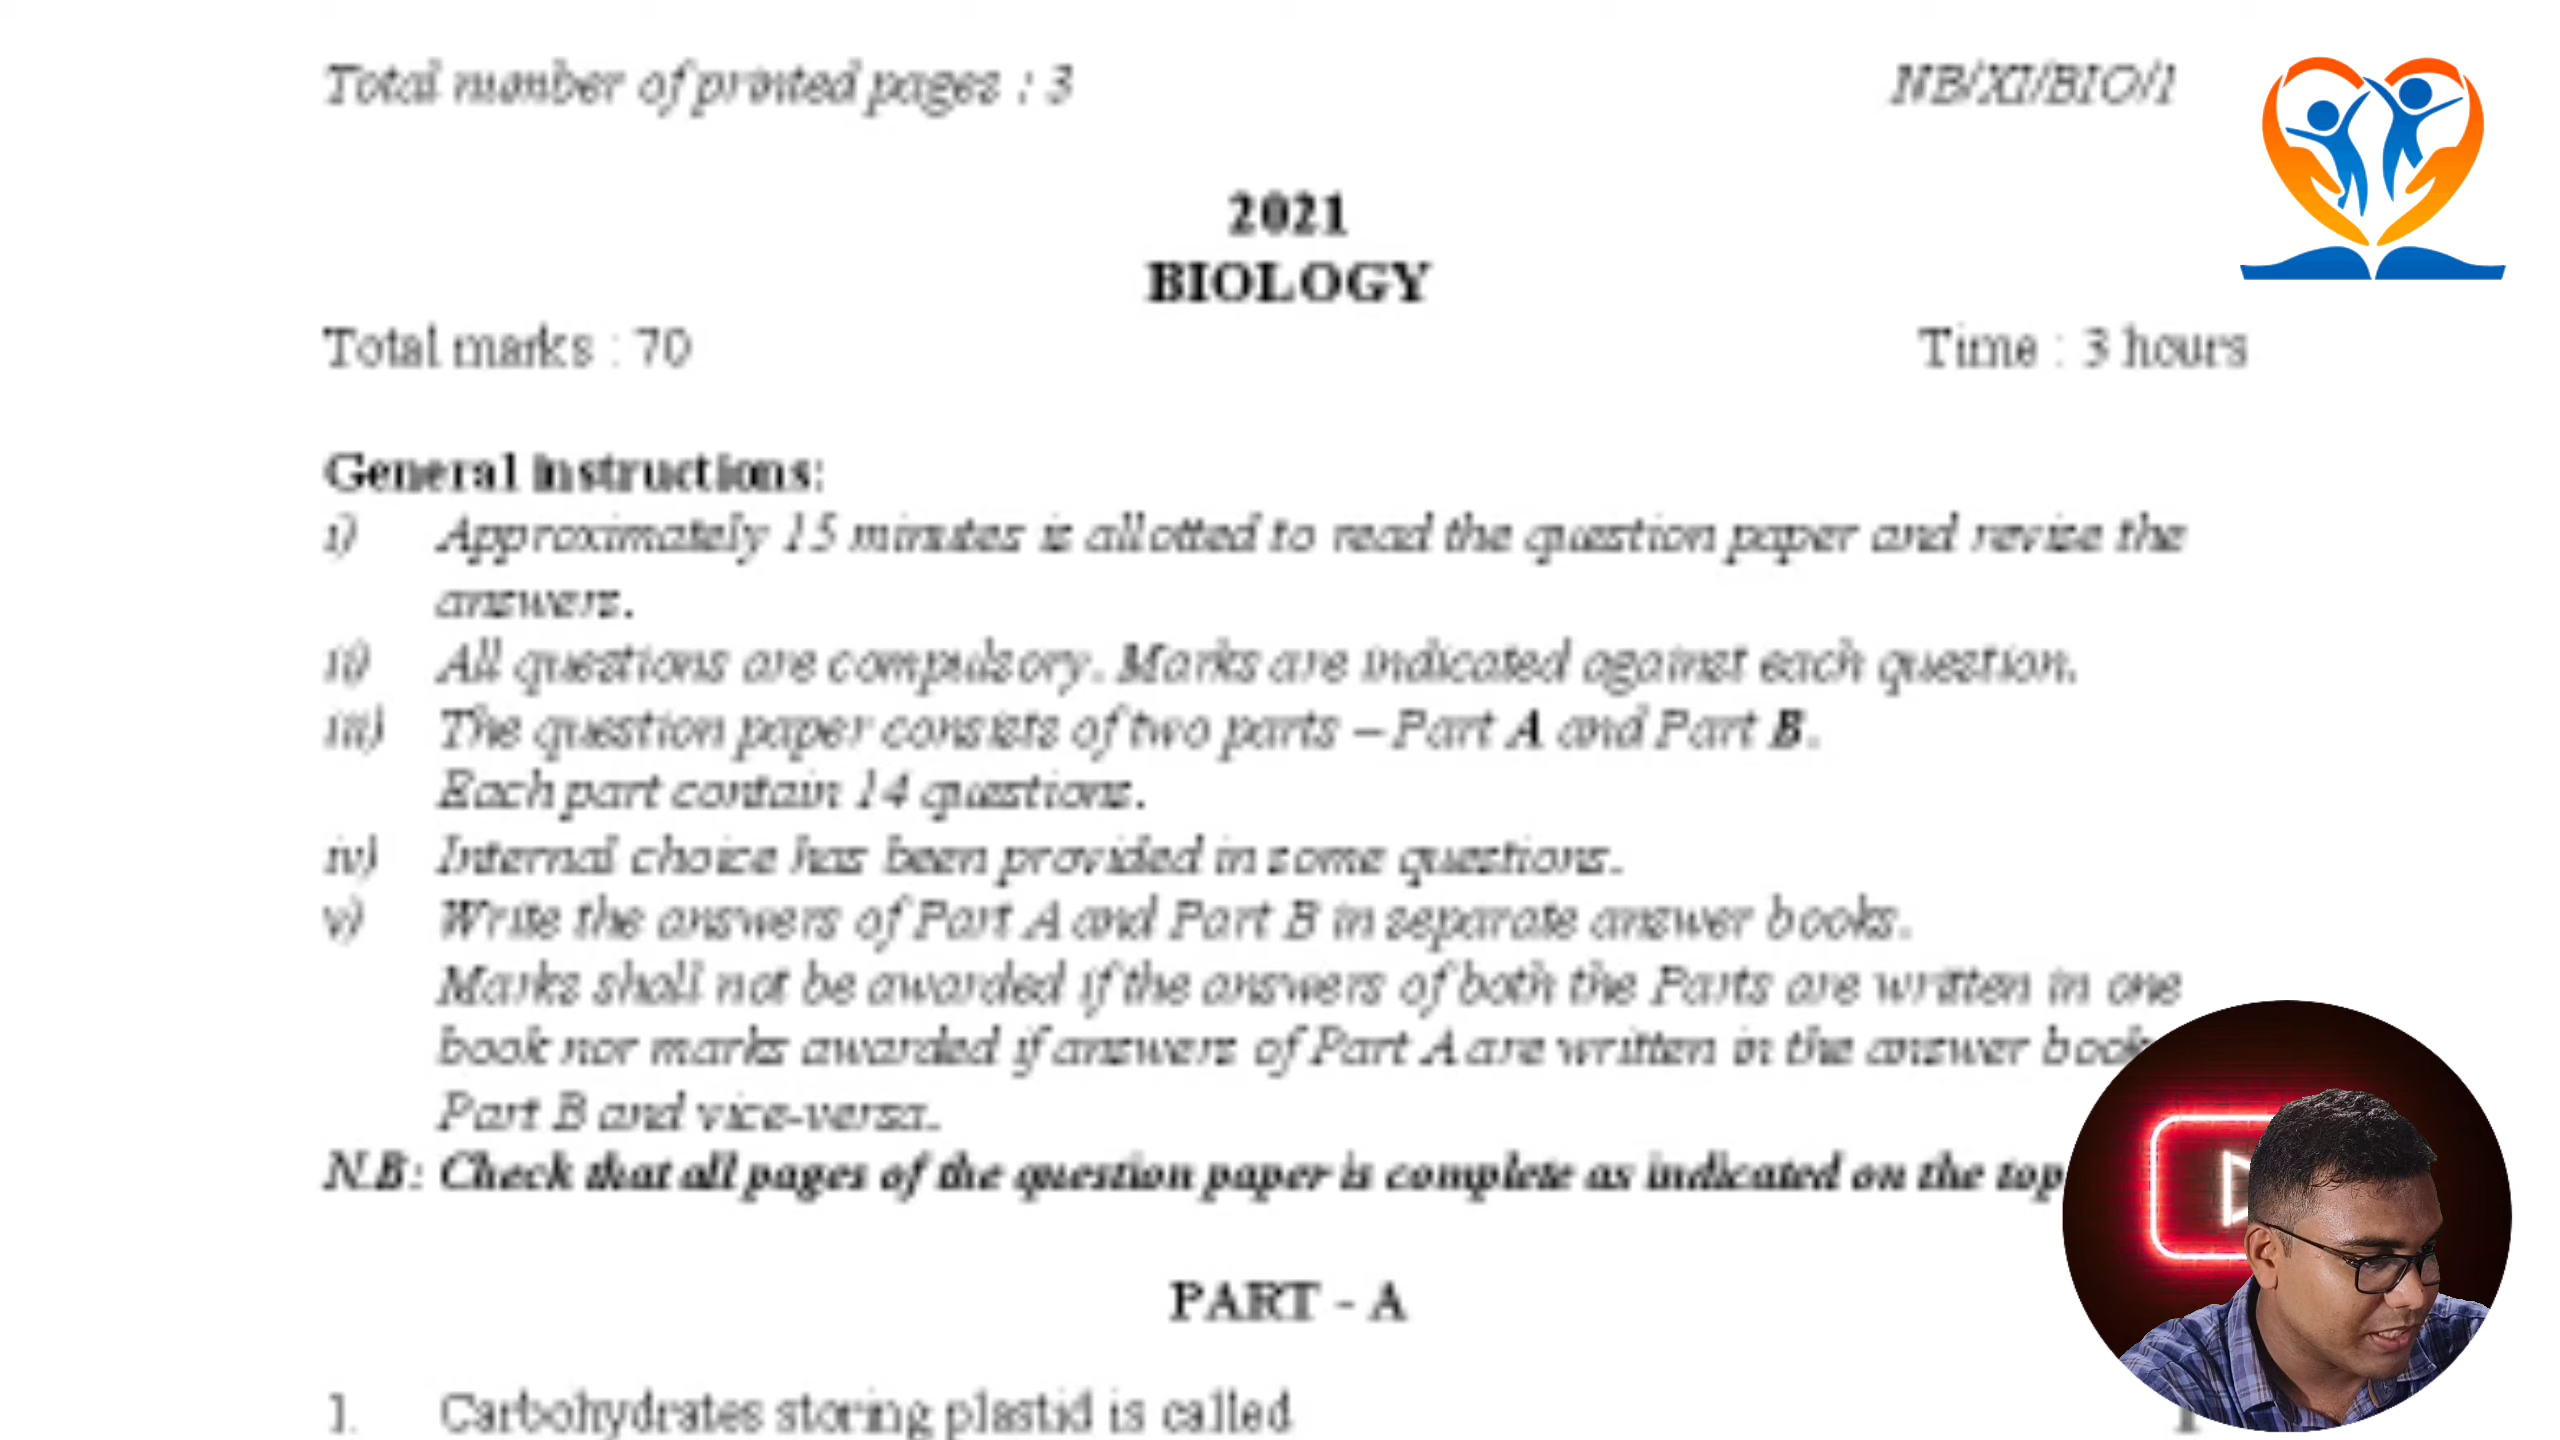 Total number of printed pages : 3
NB/XI/BIO/1
2021
BIOLOGY
Total marks : 70
Time : 3 hours
General instructions:
i) Approximately 15 minutes is allotted to read the question paper and revise the
answers.
ii) All questions are compulsory. Marks are indicated against each question.
iii) The question paper consists of two parts – Part A and Part B.
Each part contain 14 questions.
iv) Internal choice has been provided in some questions.
v) Write the answers of Part A and Part B in separate answer books.
Marks shall not be awarded if the answers of both the Parts are written in one
book nor marks awarded if answers of Part A are written in the answer book
Part B and vice-versa.
N.B: Check that all pages of the question paper is complete as indicated on the top
PART - A
1. Carbohydrates storing plastid is called